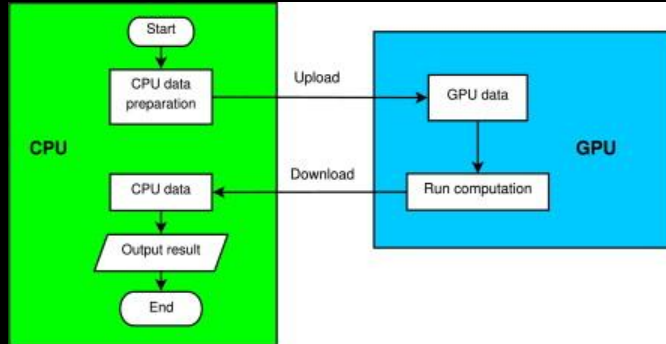 Start
CPU data
preparation
Upload
GPU data
CPU
GPU
Download
CPU data
Run computation
Output result
End